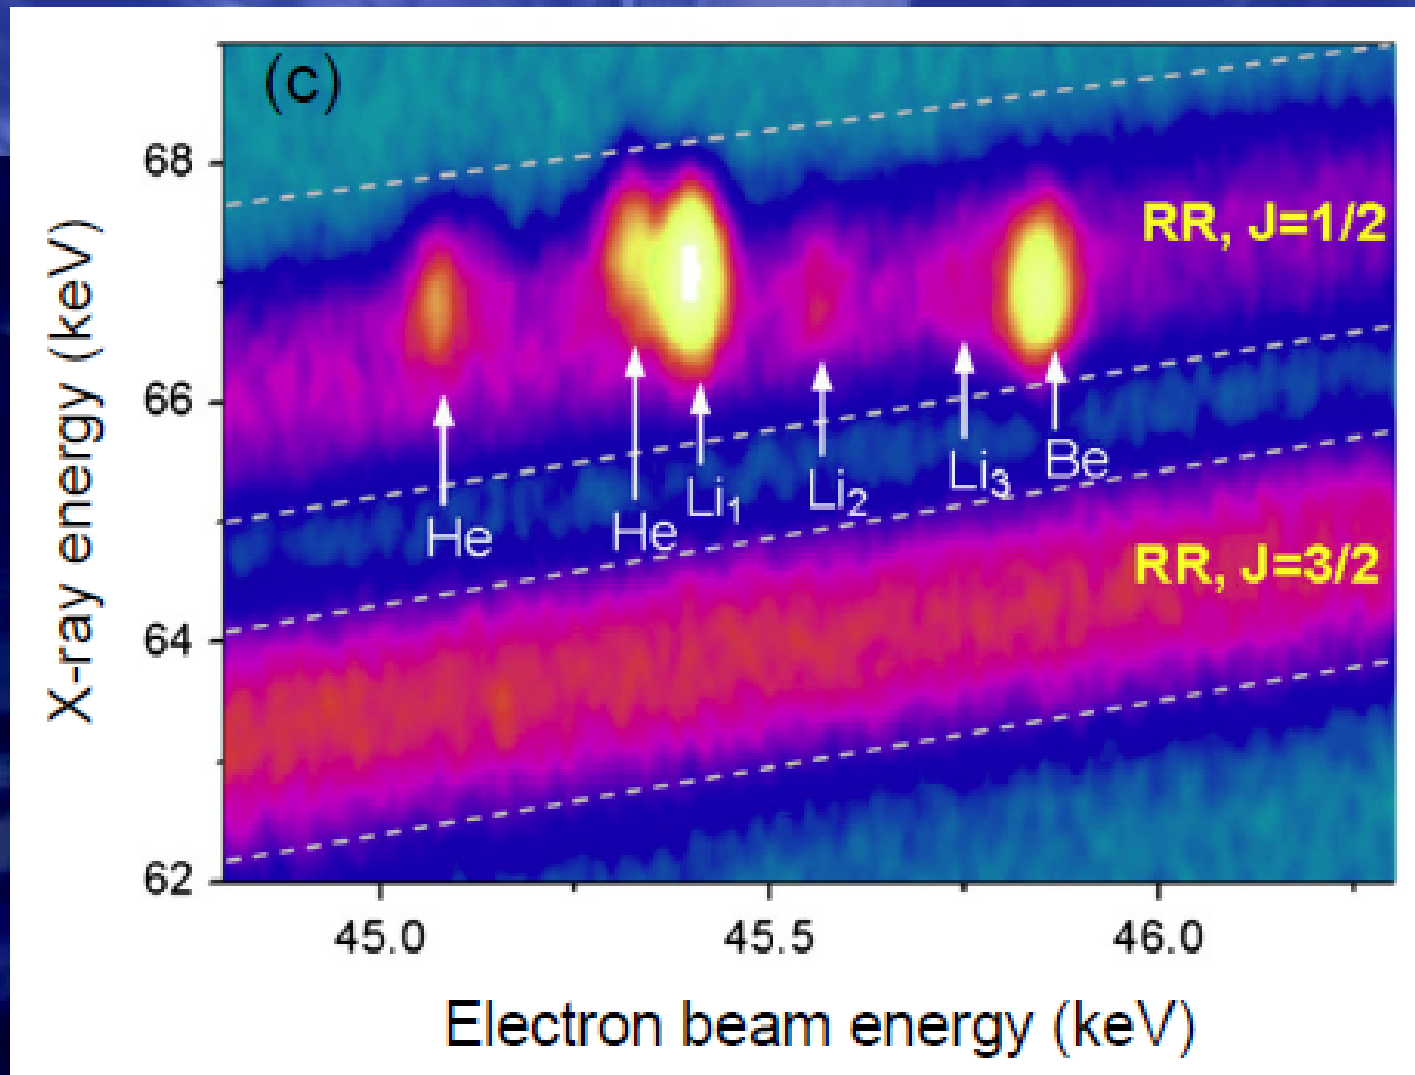 (c)
68
66
64
62
X-ray energy (keV)
RR, J=1/2
He
He
Li₁
Li₂
Li₃
Be
RR, J=3/2
45.0
45.5
46.0
Electron beam energy (keV)